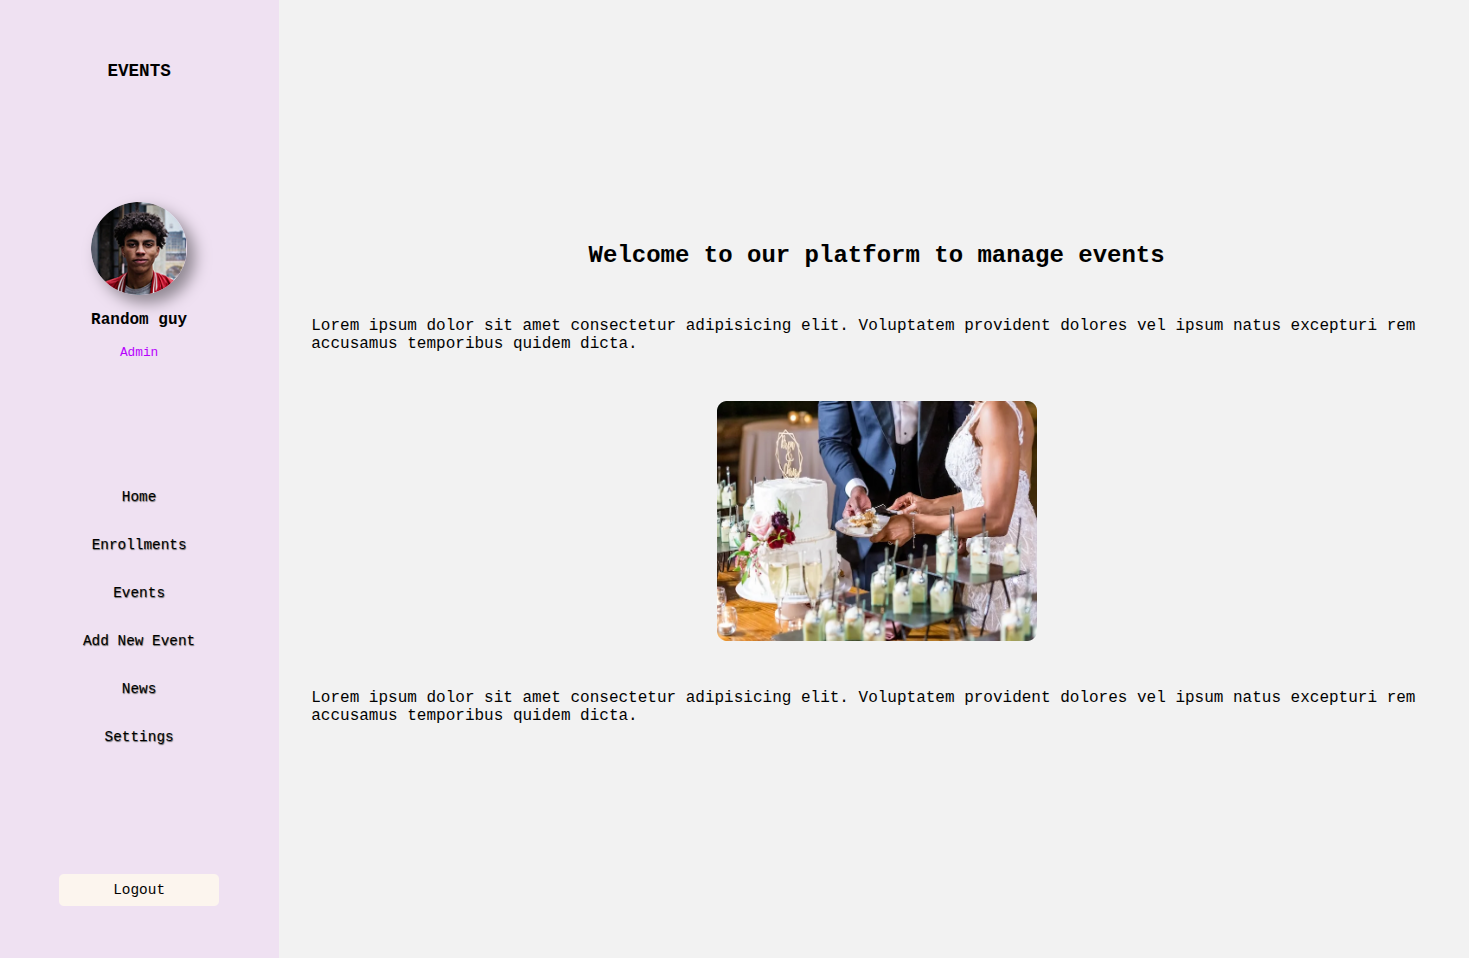 EVENTS
Random guy
Admin
Home
Enrollments
Events
Add New Event
News
Settings
Logout
Welcome to our platform to manage events
Lorem ipsum dolor sit amet consectetur adipisicing elit. Voluptatem provident dolores vel ipsum natus excepturi rem
accusamus temporibus quidem dicta.
Lorem ipsum dolor sit amet consectetur adipisicing elit. Voluptatem provident dolores vel ipsum natus excepturi rem
accusamus temporibus quidem dicta.